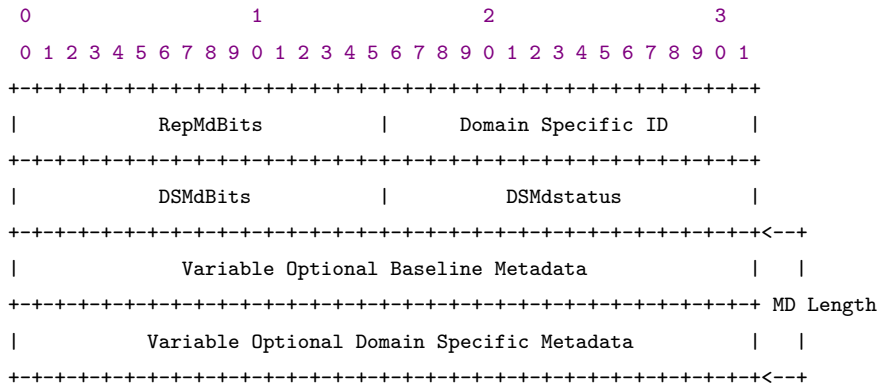 0                   1                   2                   3
 0 1 2 3 4 5 6 7 8 9 0 1 2 3 4 5 6 7 8 9 0 1 2 3 4 5 6 7 8 9 0 1
+-+-+-+-+-+-+-+-+-+-+-+-+-+-+-+-+-+-+-+-+-+-+-+-+-+-+-+-+-+-+-+-+
|            RepMdBits          |      Domain Specific ID       |
+-+-+-+-+-+-+-+-+-+-+-+-+-+-+-+-+-+-+-+-+-+-+-+-+-+-+-+-+-+-+-+-+
|            DSMdBits           |          DSMdstatus           |
+-+-+-+-+-+-+-+-+-+-+-+-+-+-+-+-+-+-+-+-+-+-+-+-+-+-+-+-+-+-+-+-+<--+
|              Variable Optional Baseline Metadata              |   |
+-+-+-+-+-+-+-+-+-+-+-+-+-+-+-+-+-+-+-+-+-+-+-+-+-+-+-+-+-+-+-+-+ MD Length
|           Variable Optional Domain Specific Metadata          |   |
+-+-+-+-+-+-+-+-+-+-+-+-+-+-+-+-+-+-+-+-+-+-+-+-+-+-+-+-+-+-+-+-+<--+